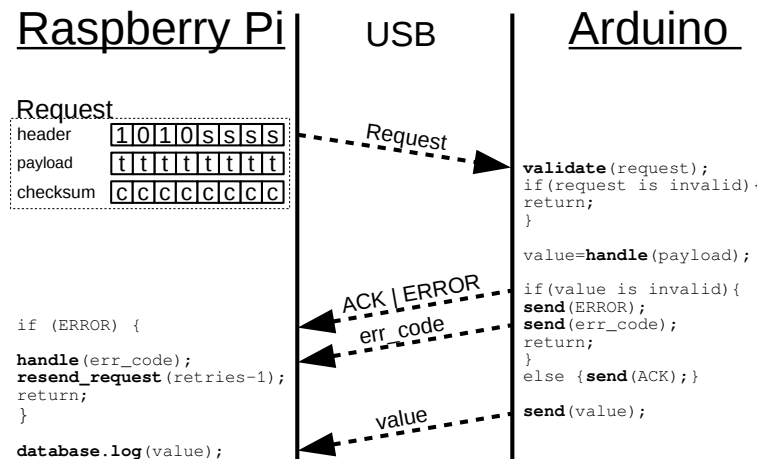 Raspberry Pi
USB
Arduino
Request
header 1 0 1 0 s s s s
payload t t t t t t t t
checksum c c c c c c c c
Request
validate(request);
if(request is invalid){
return;
}
value=handle(payload);
ACK | ERROR
if(value is invalid){
send(ERROR);
err_code
send(err_code);
return;
}
else {send(ACK);}
if (ERROR) {
handle(err_code);
resend_request(retries-1);
return;
}
value
send(value);
database.log(value);